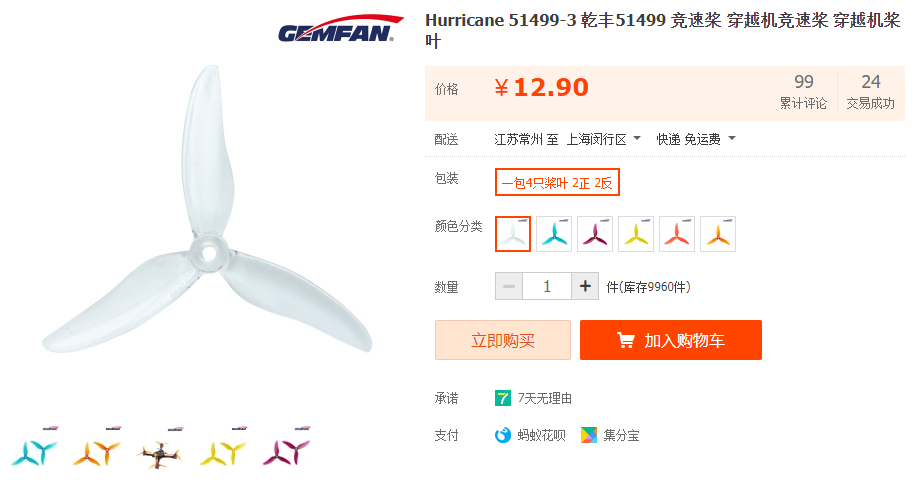 GEMFAN
Hurricane 51499-3 乾丰51499 竞速桨 穿越机竞速桨 穿越机桨
叶
价格
¥12.90
99
累计评论
24
交易成功
配送
江苏常州 至 上海闵行区 快递 免运费
包装
一包4只桨叶 2正 2反
颜色分类
数量
1
件(库存9960件)
立即购买
加入购物车
承诺
7
7天无理由
支付
蚂蚁花呗
集分宝